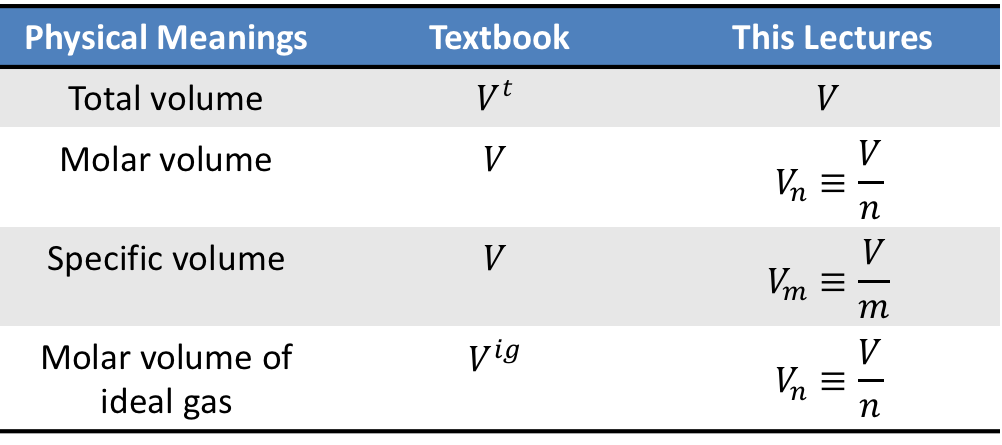 Physical Meanings Textbook This Lectures
Total volume V^t V
Molar volume V V_n ≡ V/n
Specific volume V V_m ≡ V/m
Molar volume of V^{ig} V_n ≡ V/n
ideal gas